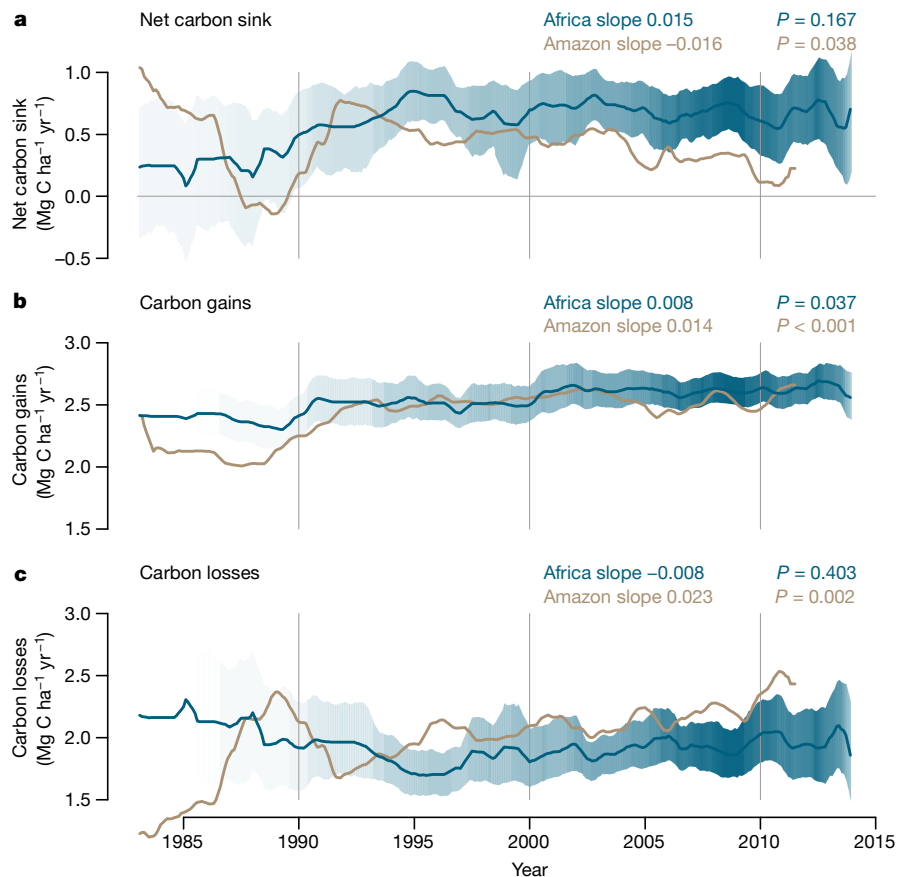 a
Net carbon sink
Africa slope 0.015
P = 0.167
Amazon slope –0.016
P = 0.038
Net carbon sink
(Mg C ha⁻¹ yr⁻¹)
1.0
0.5
0.0
–0.5
b
Carbon gains
Africa slope 0.008
P = 0.037
Amazon slope 0.014
P < 0.001
Carbon gains
(Mg C ha⁻¹ yr⁻¹)
3.0
2.5
2.0
1.5
c
Carbon losses
Africa slope –0.008
P = 0.403
Amazon slope 0.023
P = 0.002
Carbon losses
(Mg C ha⁻¹ yr⁻¹)
3.0
2.5
2.0
1.5
1985 1990 1995 2000 2005 2010 2015
Year